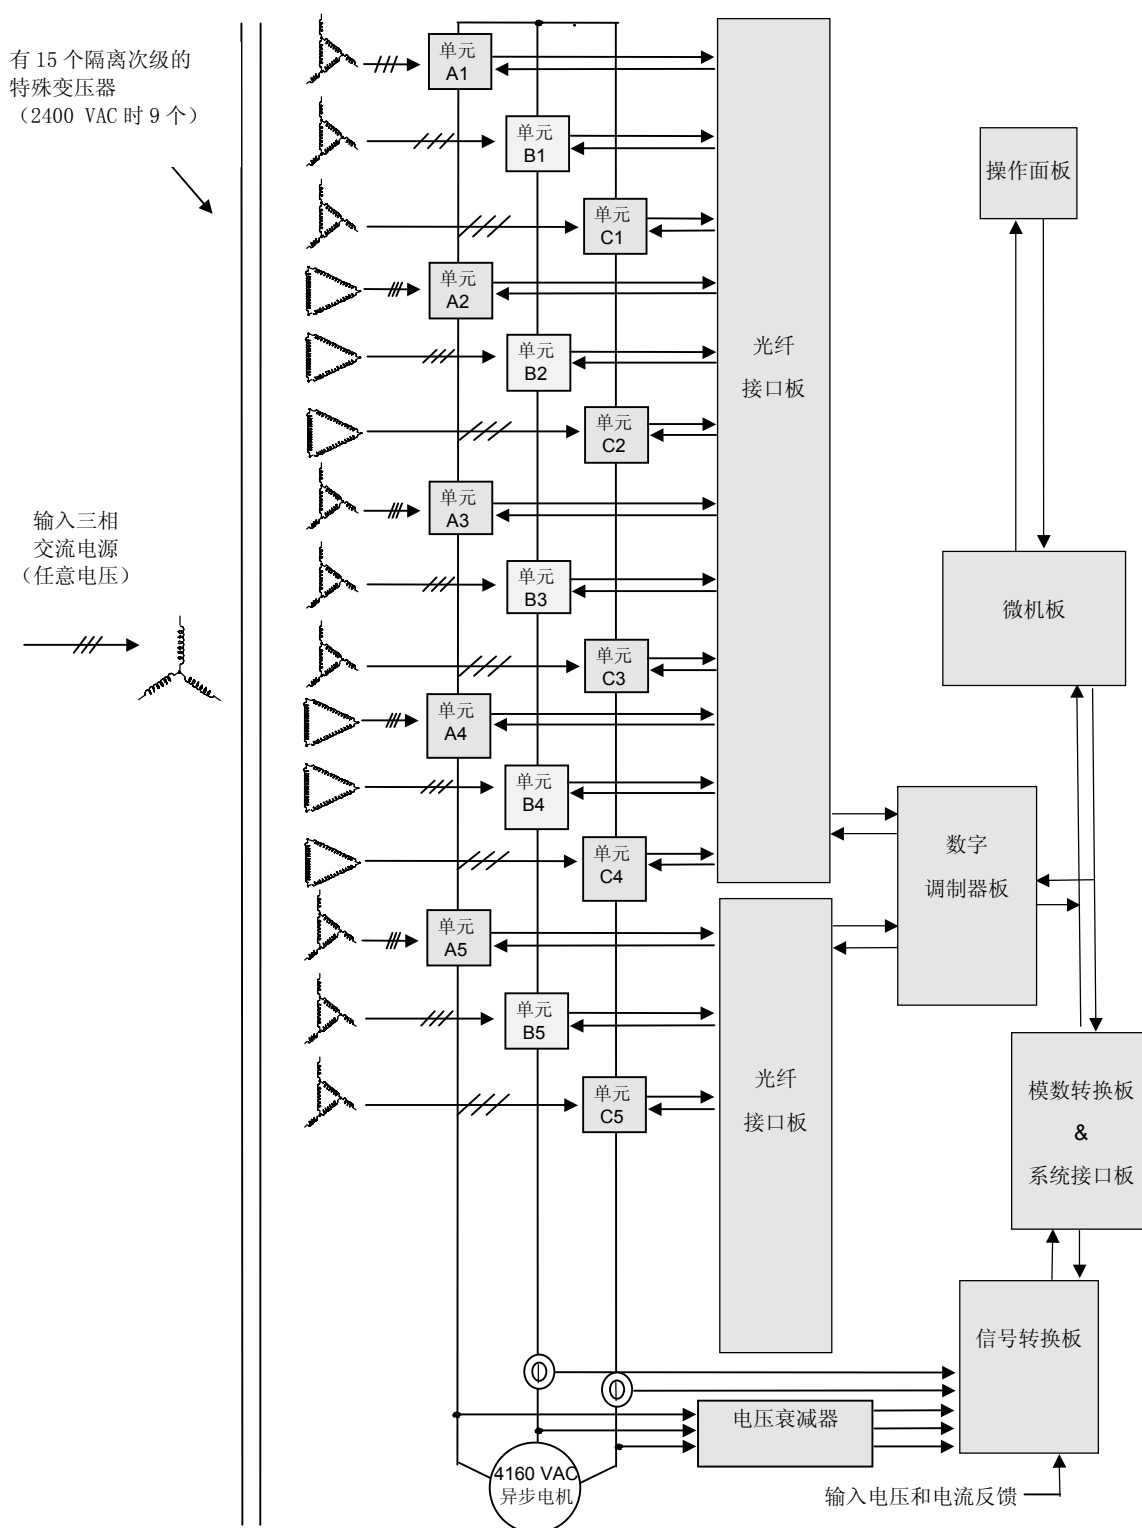 有 15 个隔离次级的
特殊变压器
（2400 VAC 时 9 个）
输入三相
交流电源
（任意电压）
单元
A1
单元
B1
单元
C1
单元
A2
单元
B2
单元
C2
单元
A3
单元
B3
单元
C3
单元
A4
单元
B4
单元
C4
单元
A5
单元
B5
单元
C5
光纤
接口板
光纤
接口板
操作面板
微机板
数字
调制器板
模数转换板
&
系统接口板
信号转换板
电压衰减器
4160 VAC
异步电机
输入电压和电流反馈